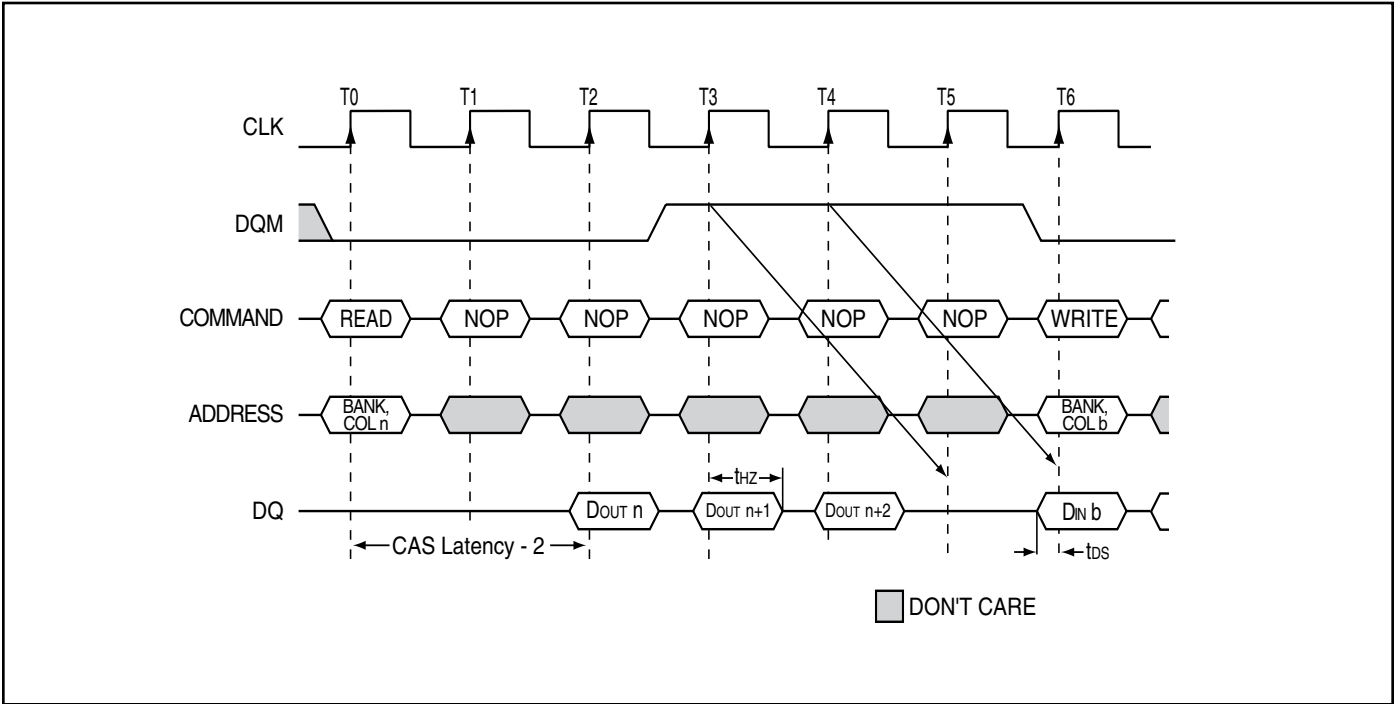 T0 T1 T2 T3 T4 T5 T6
CLK
DQM
COMMAND READ NOP NOP NOP NOP NOP WRITE
ADDRESS BANK, COL n BANK, COL b
tHZ
DQ DOUT n DOUT n+1 DOUT n+2 DIN b
CAS Latency - 2 tDS
DON'T CARE